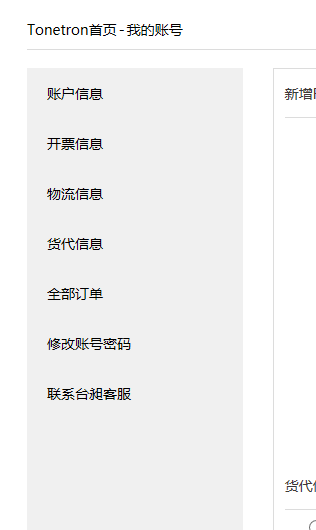 Tonetron首页 - 我的账号
账户信息
开票信息
物流信息
货代信息
全部订单
修改账号密码
联系台昶客服
新增
货代